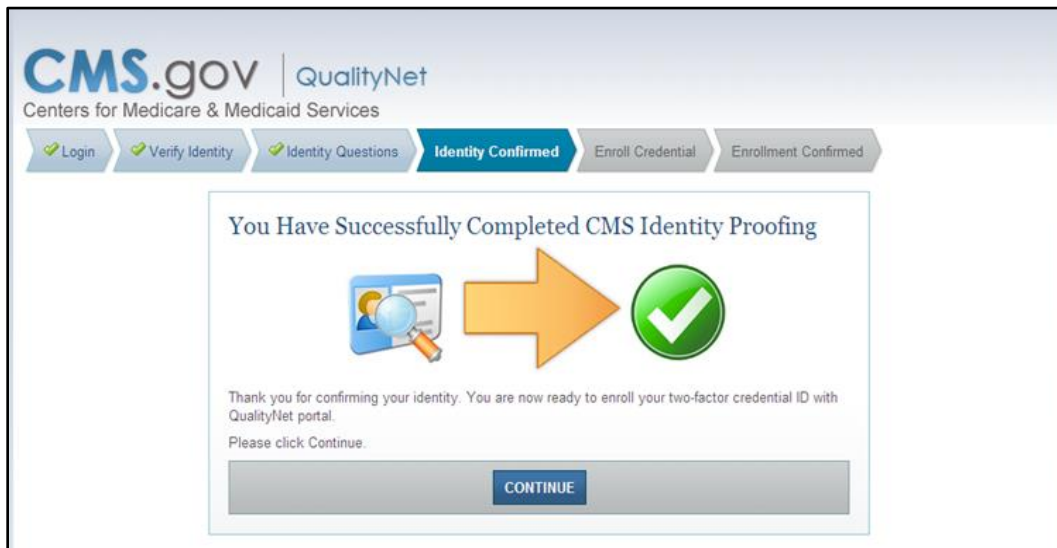 CMS.gov | QualityNet
Centers for Medicare & Medicaid Services
Login Verify Identity Identity Questions Identity Confirmed Enroll Credential Enrollment Confirmed
You Have Successfully Completed CMS Identity Proofing
Thank you for confirming your identity. You are now ready to enroll your two-factor credential ID with
QualityNet portal.
Please click Continue.
CONTINUE